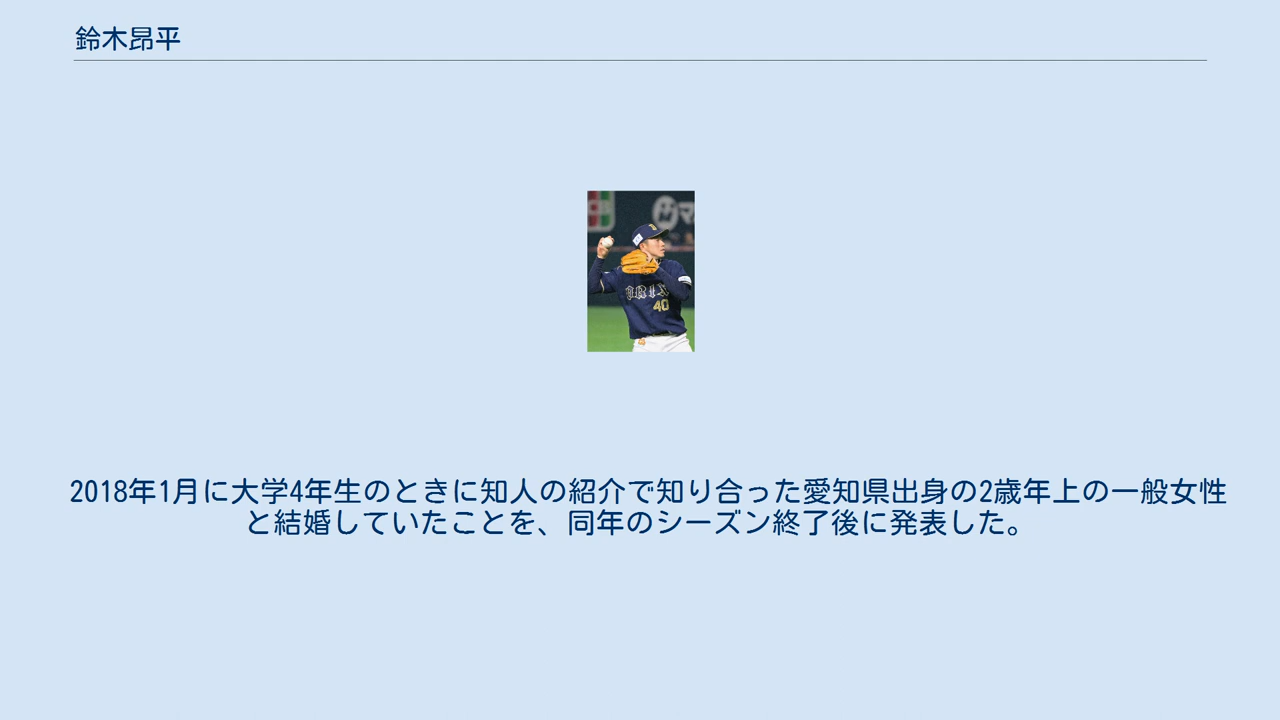 鈴木昂平
ORIX
40
2018年1月に大学4年生のときに知人の紹介で知り合った愛知県出身の2歳年上の一般女性
と結婚していたことを、同年のシーズン終了後に発表した。